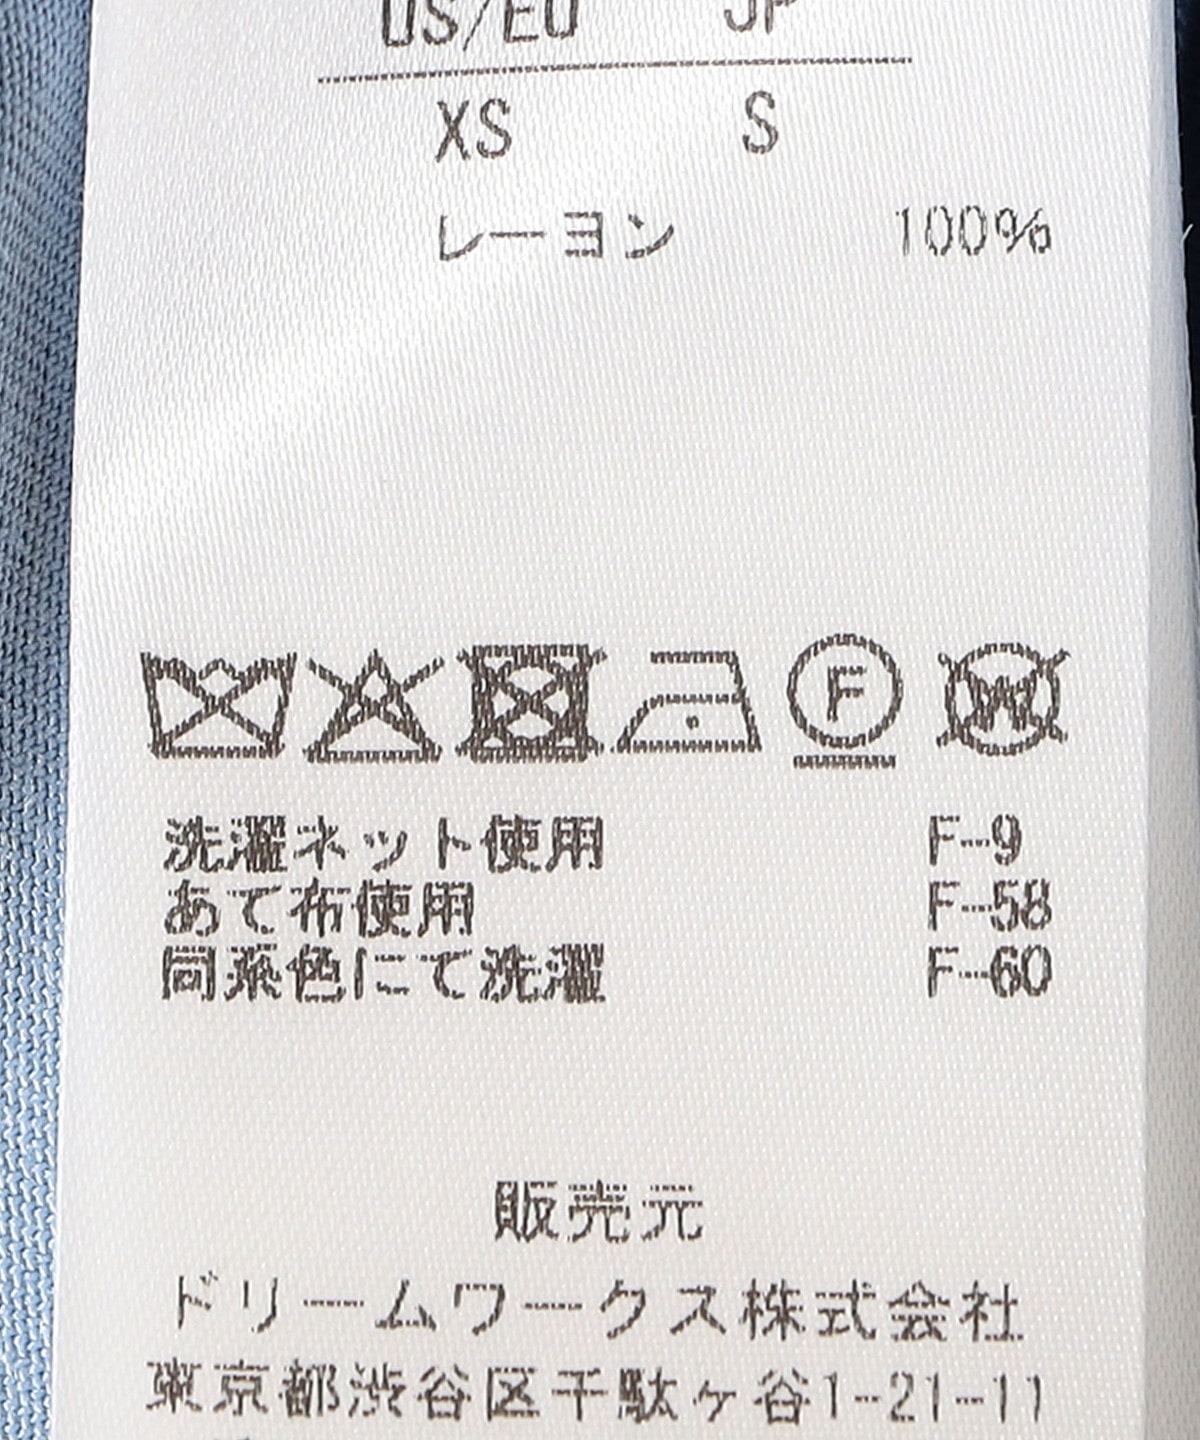 US/EU JP
XS S
レーヨン 100%
F W
洗濯ネット使用 F-9
あて布使用 F-58
同系色にて洗濯 F-60
販売元
ドリームワークス株式会社
東京都渋谷区千駄ヶ谷1-21-11